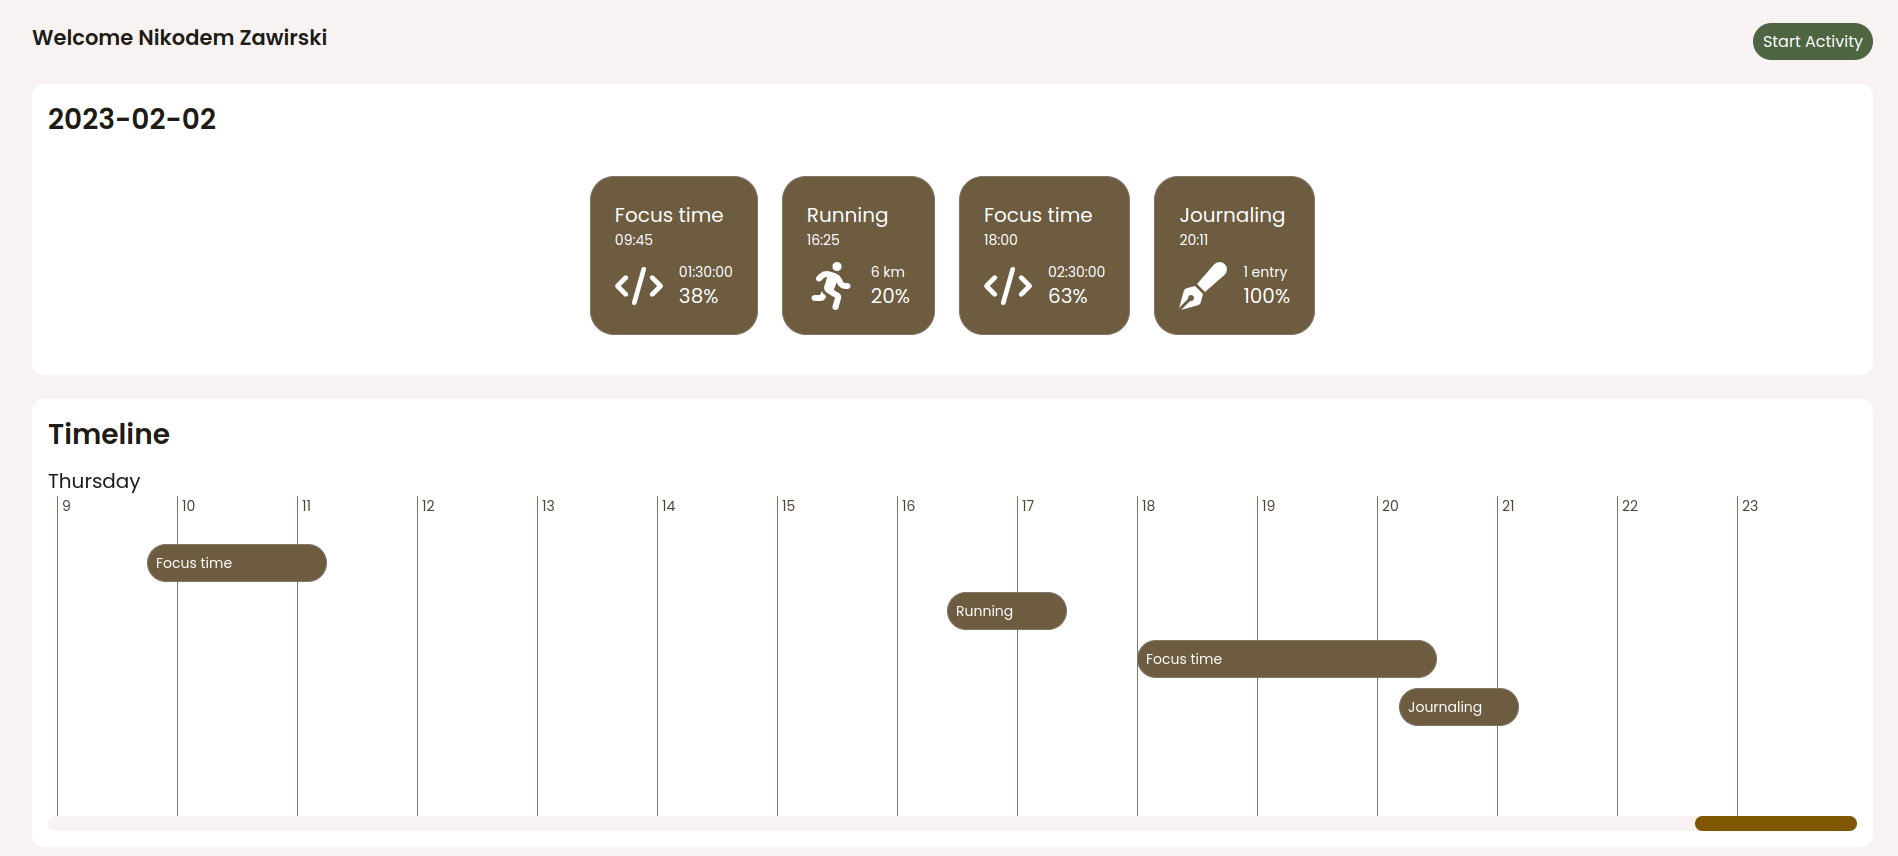 Welcome Nikodem Zawirski
Start Activity
2023-02-02
Focus time
09:45
01:30:00
38%
Running
16:25
6 km
20%
Focus time
18:00
02:30:00
63%
Journaling
20:11
1 entry
100%
Timeline
Thursday
9 10 11 12 13 14 15 16 17 18 19 20 21 22 23
Focus time
Running
Focus time
Journaling